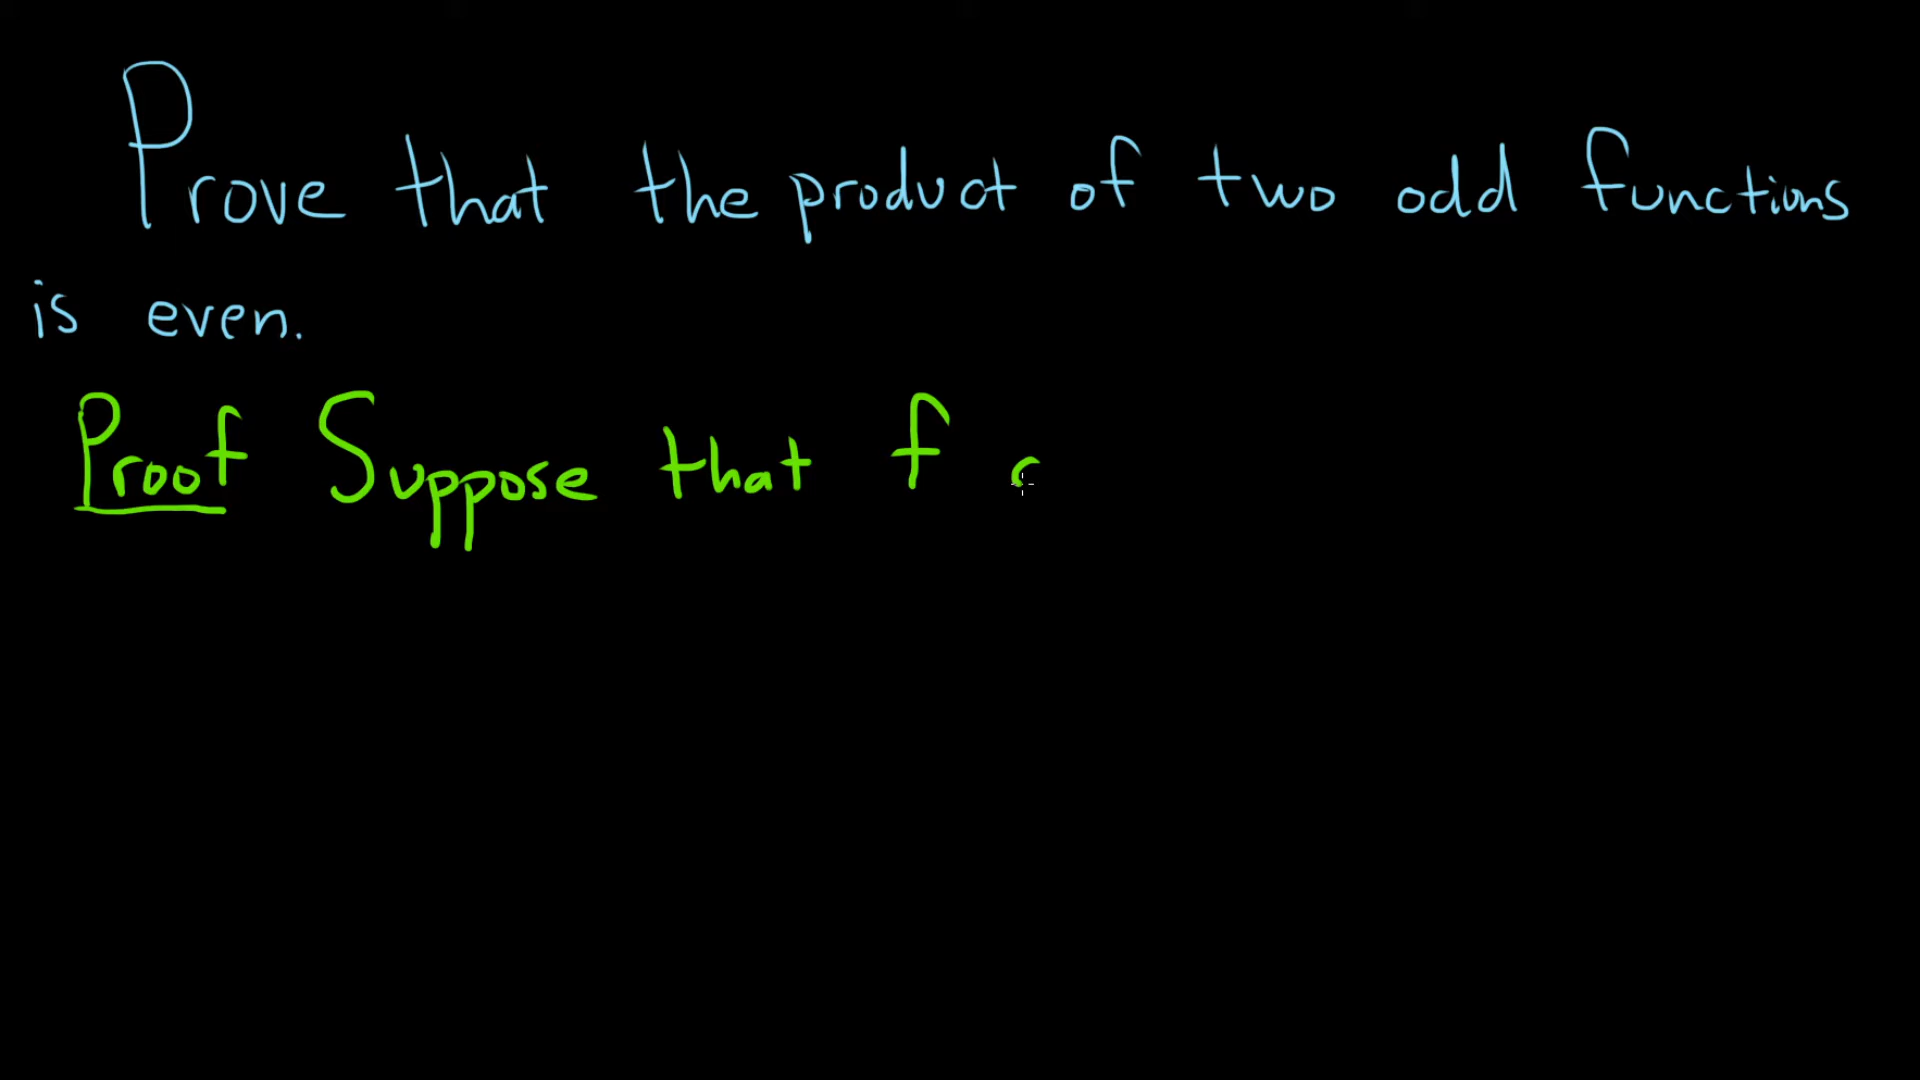 Prove that the product of two odd functions
is even.
Proof Suppose that f